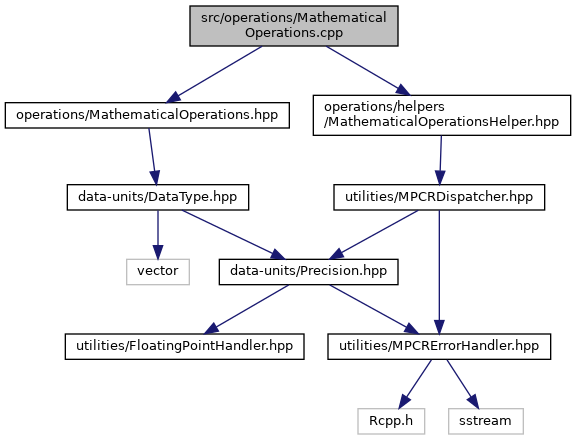 src/operations/Mathematical
Operations.cpp
operations/MathematicalOperations.hpp
operations/helpers
/MathematicalOperationsHelper.hpp
data-units/DataType.hpp
utilities/MPCRDispatcher.hpp
vector
data-units/Precision.hpp
utilities/FloatingPointHandler.hpp
utilities/MPCRErrorHandler.hpp
Rcpp.h
sstream